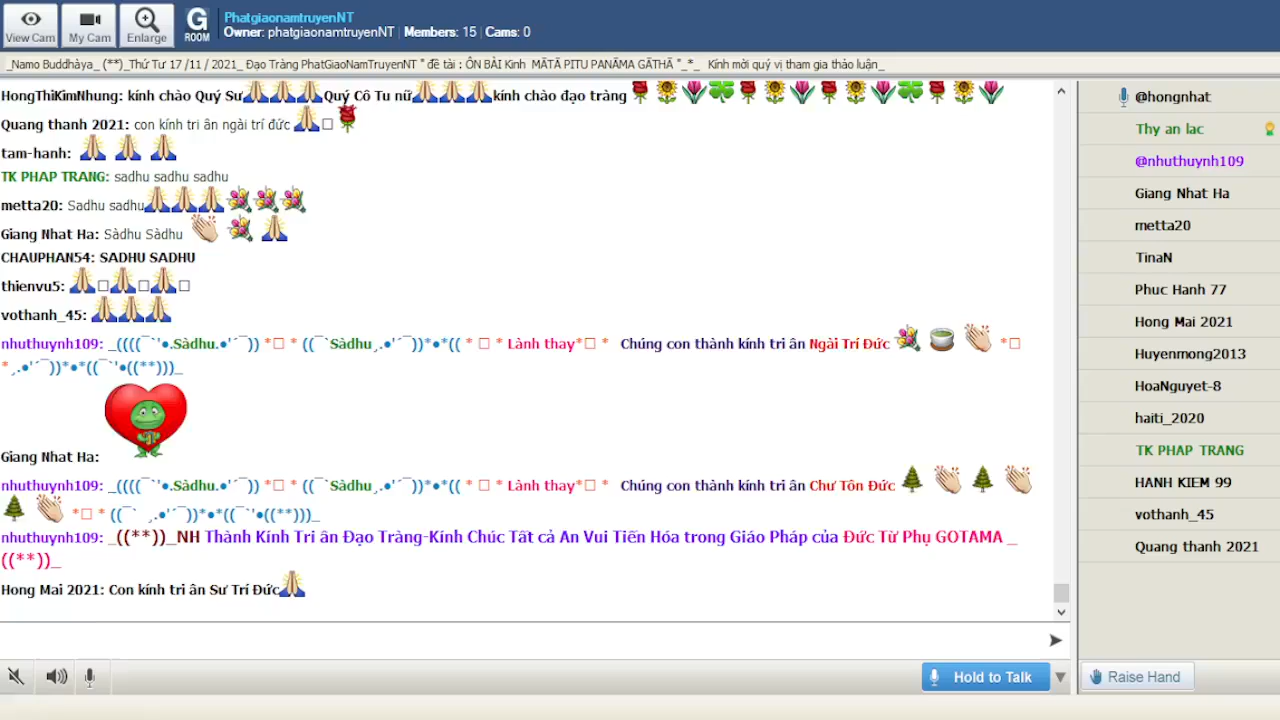 View Cam
My Cam
Enlarge
G
ROOM
PhatgiaonamtruyenNT
Owner: phatgiaonamtruyenNT | Members: 15 | Cams: 0
_Namo Buddhàya_ (**)_Thứ Tư 17 /11 / 2021_ Đạo Tràng PhatGiaoNamTruyenNT " đề tài : ÔN BÀI Kinh MĀTĀ PITU PANĀMA GĀTHĀ "_*_ Kính mời quý vị tham gia thảo luận_
HongThiKimNhung: kính chào Quy Sư🙏🙏🙏Quý Cô Tu nữ🙏🙏🙏kính chào đạo tràng 🌹🌻🌷🍀🌹🌻🌷🌹🌻🌷🍀🌹🌻🌷
Quang thanh 2021: con kính tri ân ngài trí đức 🙏□🌹
tam-hanh: 🙏 🙏 🙏
TK PHAP TRANG: sadhu sadhu sadhu
metta20: Sadhu sadhu🙏🙏🙏💐💐💐
Giang Nhat Ha: Sàdhu Sàdhu 👏 💐 🙏
CHAUPHAN54: SADHU SADHU
thienvu5: 🙏□🙏□🙏□
vothanh_45: 🙏🙏🙏
nhuthuynh109: _((((¯`'●.Sàdhu.●'´¯)) *□ * ((¯`Sàdhu¸.●'´¯))*●*(( * □ * Lành thay*□ * Chúng con thành kính tri ân Ngài Trí Đức 💐 🍵 👏 *□
*¸.●'´¯))*●*((¯`'●((**)))_
Giang Nhat Ha:
nhuthuynh109: _((((¯`'●.Sàdhu.●'´¯)) *□ * ((¯`Sàdhu¸.●'´¯))*●*(( * □ * Lành thay*□ * Chúng con thành kính tri ân Chư Tôn Đức 🌲 👏 🌲 👏
🌲 👏 *□ * ((¯` ¸.●'´¯))*●*((¯`'●((**)))_
nhuthuynh109: _((**))_NH Thành Kính Tri ân Đạo Tràng-Kính Chúc Tất cả An Vui Tiến Hóa trong Giáo Pháp của Đức Từ Phụ GOTAMA _
((**))_
Hong Mai 2021: Con kính tri ân Sư Trí Đức🙏
@hongnhat
Thy an lac
@nhuthuynh109
Giang Nhat Ha
metta20
TinaN
Phuc Hanh 77
Hong Mai 2021
Huyenmong2013
HoaNguyet-8
haiti_2020
TK PHAP TRANG
HANH KIEM 99
vothanh_45
Quang thanh 2021
Hold to Talk
Raise Hand